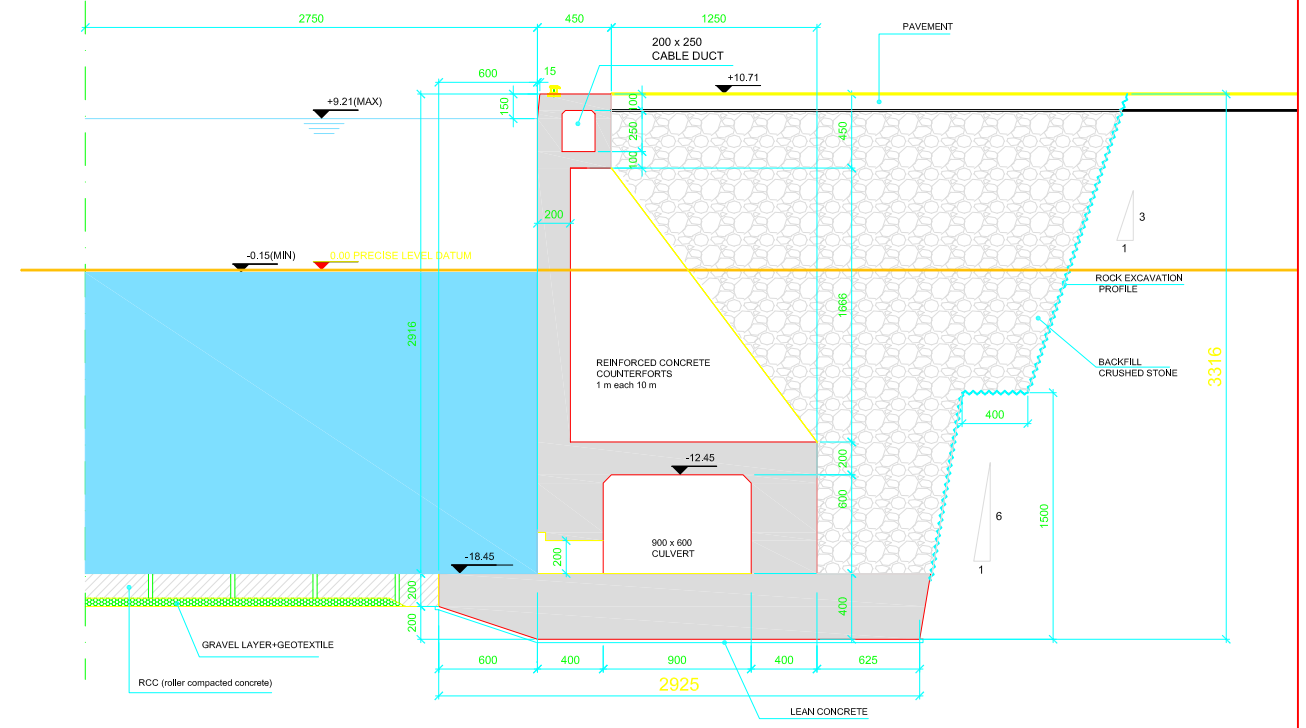 2750
450
1250
PAVEMENT
200 x 250
CABLE DUCT
600
15
+10.71
+9.21(MAX)
150
100
250
100
450
200
3
1
-0.15(MIN)
0.00 PRECISE LEVEL DATUM
ROCK EXCAVATION
PROFILE
2916
1666
REINFORCED CONCRETE
COUNTERFORTS
1 m each 10 m
BACKFILL
CRUSHED STONE
3316
400
-12.45
200
600
6
1
1500
900 x 600
CULVERT
-18.45
200
200
200
400
GRAVEL LAYER+GEOTEXTILE
RCC (roller compacted concrete)
600
400
900
400
625
2925
LEAN CONCRETE